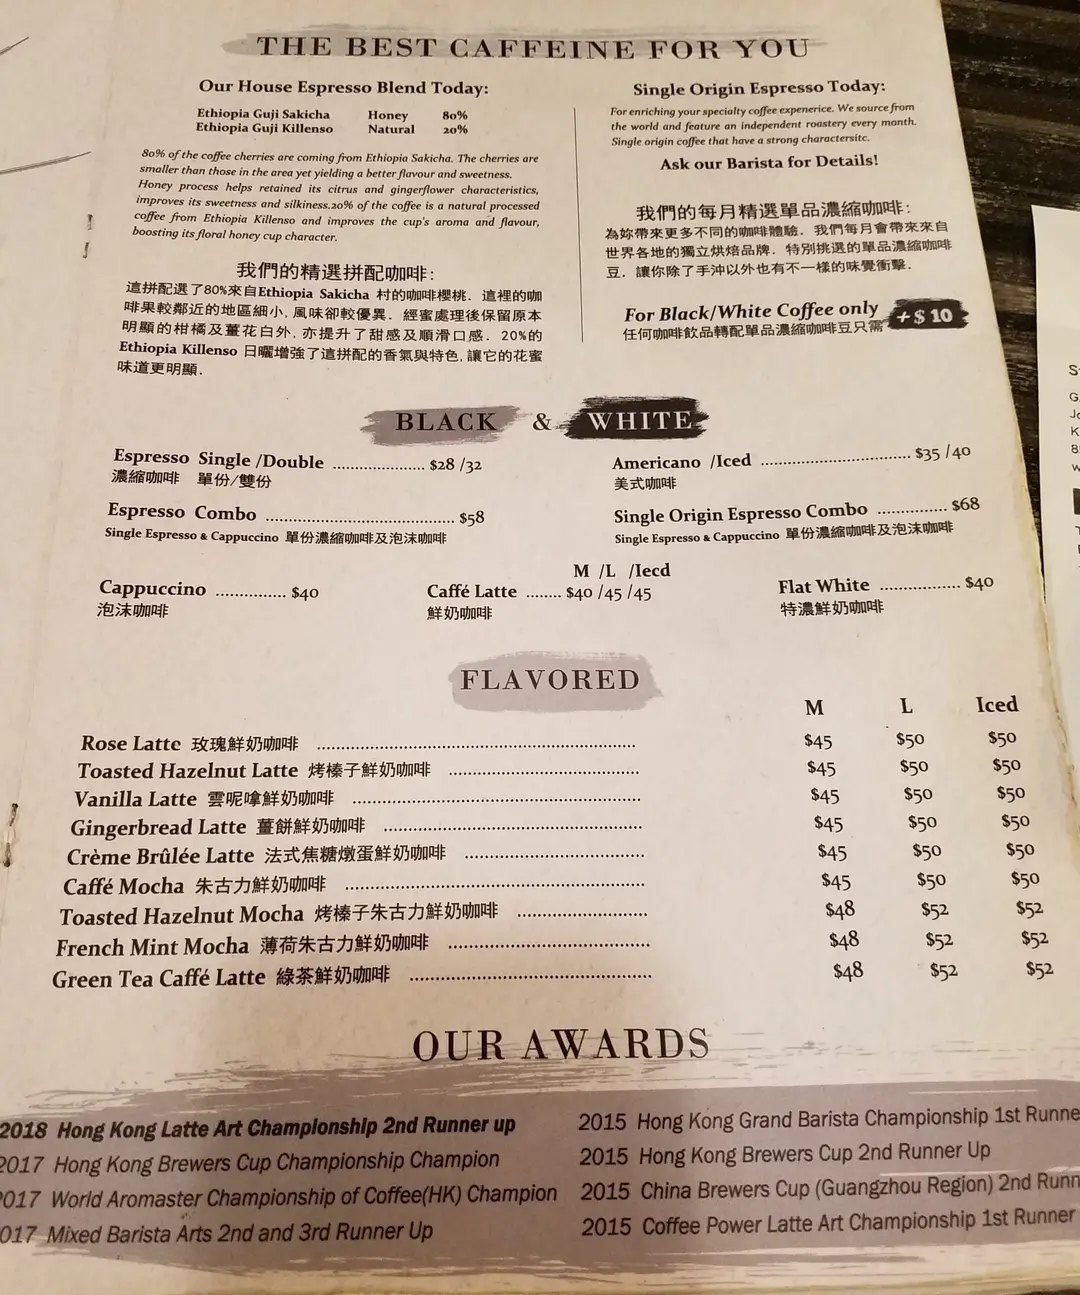 THE BEST CAFFEINE FOR YOU
Our House Espresso Blend Today:
Ethiopia Guji Sakicha Honey 80%
Ethiopia Guji Killenso Natural 20%
80% of the coffee cherries are coming from Ethiopia Sakicha. The cherries are
smaller than those in the area yet yielding a better flavour and sweetness.
Honey process helps retained its citrus and gingerflower characteristics,
improves its sweetness and silkiness.20% of the coffee is a natural processed
coffee from Ethiopia Killenso and improves the cup's aroma and flavour,
boosting its floral honey cup character.
我們的精選拼配咖啡:
這拼配選了80%來自Ethiopia Sakicha 村的咖啡櫻桃. 這裡的咖
啡果較鄰近的地區細小, 風味卻較優異. 經蜜處理後保留原本
明顯的柑橘及薑花白外, 亦提升了甜感及順滑口感. 20%的
Ethiopia Killenso 日曬增強了這拼配的香氣與特色, 讓它的花蜜
味道更明顯.
Single Origin Espresso Today:
For enriching your specialty coffee expenerice. We source from
the world and feature an independent roastery every month.
Single origin coffee that have a strong charactersitc.
Ask our Barista for Details!
我們的每月精選單品濃縮咖啡:
為妳帶來更多不同的咖啡體驗. 我們每月會帶來來自
世界各地的獨立烘焙品牌. 特別挑選的單品濃縮咖啡
豆. 讓你除了手沖以外也有不一樣的味覺衝擊.
For Black/White Coffee only +$10
任何咖啡飲品轉配單品濃縮咖啡豆只需
BLACK & WHITE
Espresso Single /Double .................... $28 /32
濃縮咖啡 單份/雙份
Americano /Iced ................................ $35 /40
美式咖啡
Espresso Combo ........................................ $58
Single Espresso & Cappuccino 單份濃縮咖啡及泡沫咖啡
Single Origin Espresso Combo ............... $68
Single Espresso & Cappuccino 單份濃縮咖啡及泡沫咖啡
M /L /Iecd
Cappuccino ............... $40
泡沫咖啡
Caffé Latte ........ $40 /45 /45
鮮奶咖啡
Flat White ................. $40
特濃鮮奶咖啡
FLAVORED
M L Iced
Rose Latte 玫瑰鮮奶咖啡 ........ $45 $50 $50
Toasted Hazelnut Latte 烤榛子鮮奶咖啡 ........ $45 $50 $50
Vanilla Latte 雲呢嗱鮮奶咖啡 ........ $45 $50 $50
Gingerbread Latte 薑餅鮮奶咖啡 ........ $45 $50 $50
Crème Brûlée Latte 法式焦糖燉蛋鮮奶咖啡 ........ $45 $50 $50
Caffé Mocha 朱古力鮮奶咖啡 ........ $45 $50 $50
Toasted Hazelnut Mocha 烤榛子朱古力鮮奶咖啡 ........ $48 $52 $52
French Mint Mocha 薄荷朱古力鮮奶咖啡 ........ $48 $52 $52
Green Tea Caffé Latte 綠茶鮮奶咖啡 ........ $48 $52 $52
OUR AWARDS
2018 Hong Kong Latte Art Championship 2nd Runner up
2017 Hong Kong Brewers Cup Championship Champion
2017 World Aromaster Championship of Coffee(HK) Champion
017 Mixed Barista Arts 2nd and 3rd Runner Up
2015 Hong Kong Grand Barista Championship 1st Runne
2015 Hong Kong Brewers Cup 2nd Runner Up
2015 China Brewers Cup (Guangzhou Region) 2nd Runn
2015 Coffee Power Latte Art Championship 1st Runner